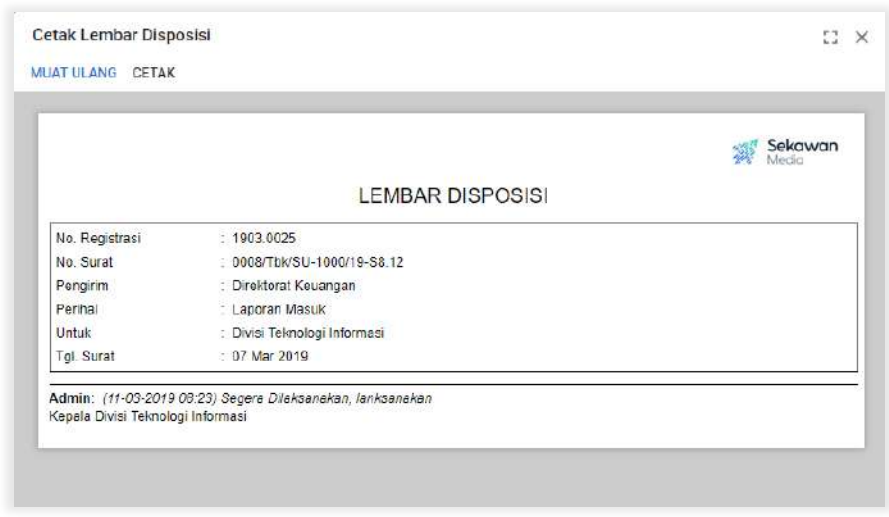 Cetak Lembar Disposisi
MUAT ULANG CETAK
Sekawan
Media
LEMBAR DISPOSISI
No. Registrasi : 1903.0025
No. Surat : 0008/Tbk/SU-1000/19-S8.12
Pengirim : Direktorat Keuangan
Perihal : Laporan Masuk
Untuk : Divisi Teknologi Informasi
Tgl. Surat : 07 Mar 2019
Admin: (11-03-2019 08:23) Segera Dilaksanakan, lanksanakan
Kepala Divisi Teknologi Informasi